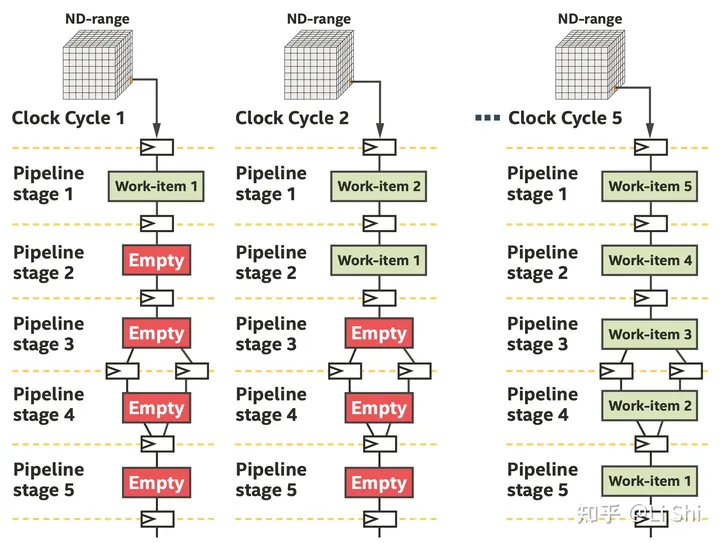 ND-range
Clock Cycle 1
Pipeline
stage 1
Work-item 1
Pipeline
stage 2
Empty
Pipeline
stage 3
Empty
Pipeline
stage 4
Empty
Pipeline
stage 5
Empty
ND-range
Clock Cycle 2
Pipeline
stage 1
Work-item 2
Pipeline
stage 2
Work-item 1
Pipeline
stage 3
Empty
Pipeline
stage 4
Empty
Pipeline
stage 5
Empty
ND-range
Clock Cycle 5
Pipeline
stage 1
Work-item 5
Pipeline
stage 2
Work-item 4
Pipeline
stage 3
Work-item 3
Pipeline
stage 4
Work-item 2
Pipeline
stage 5
Work-item 1
知乎 @LiShi